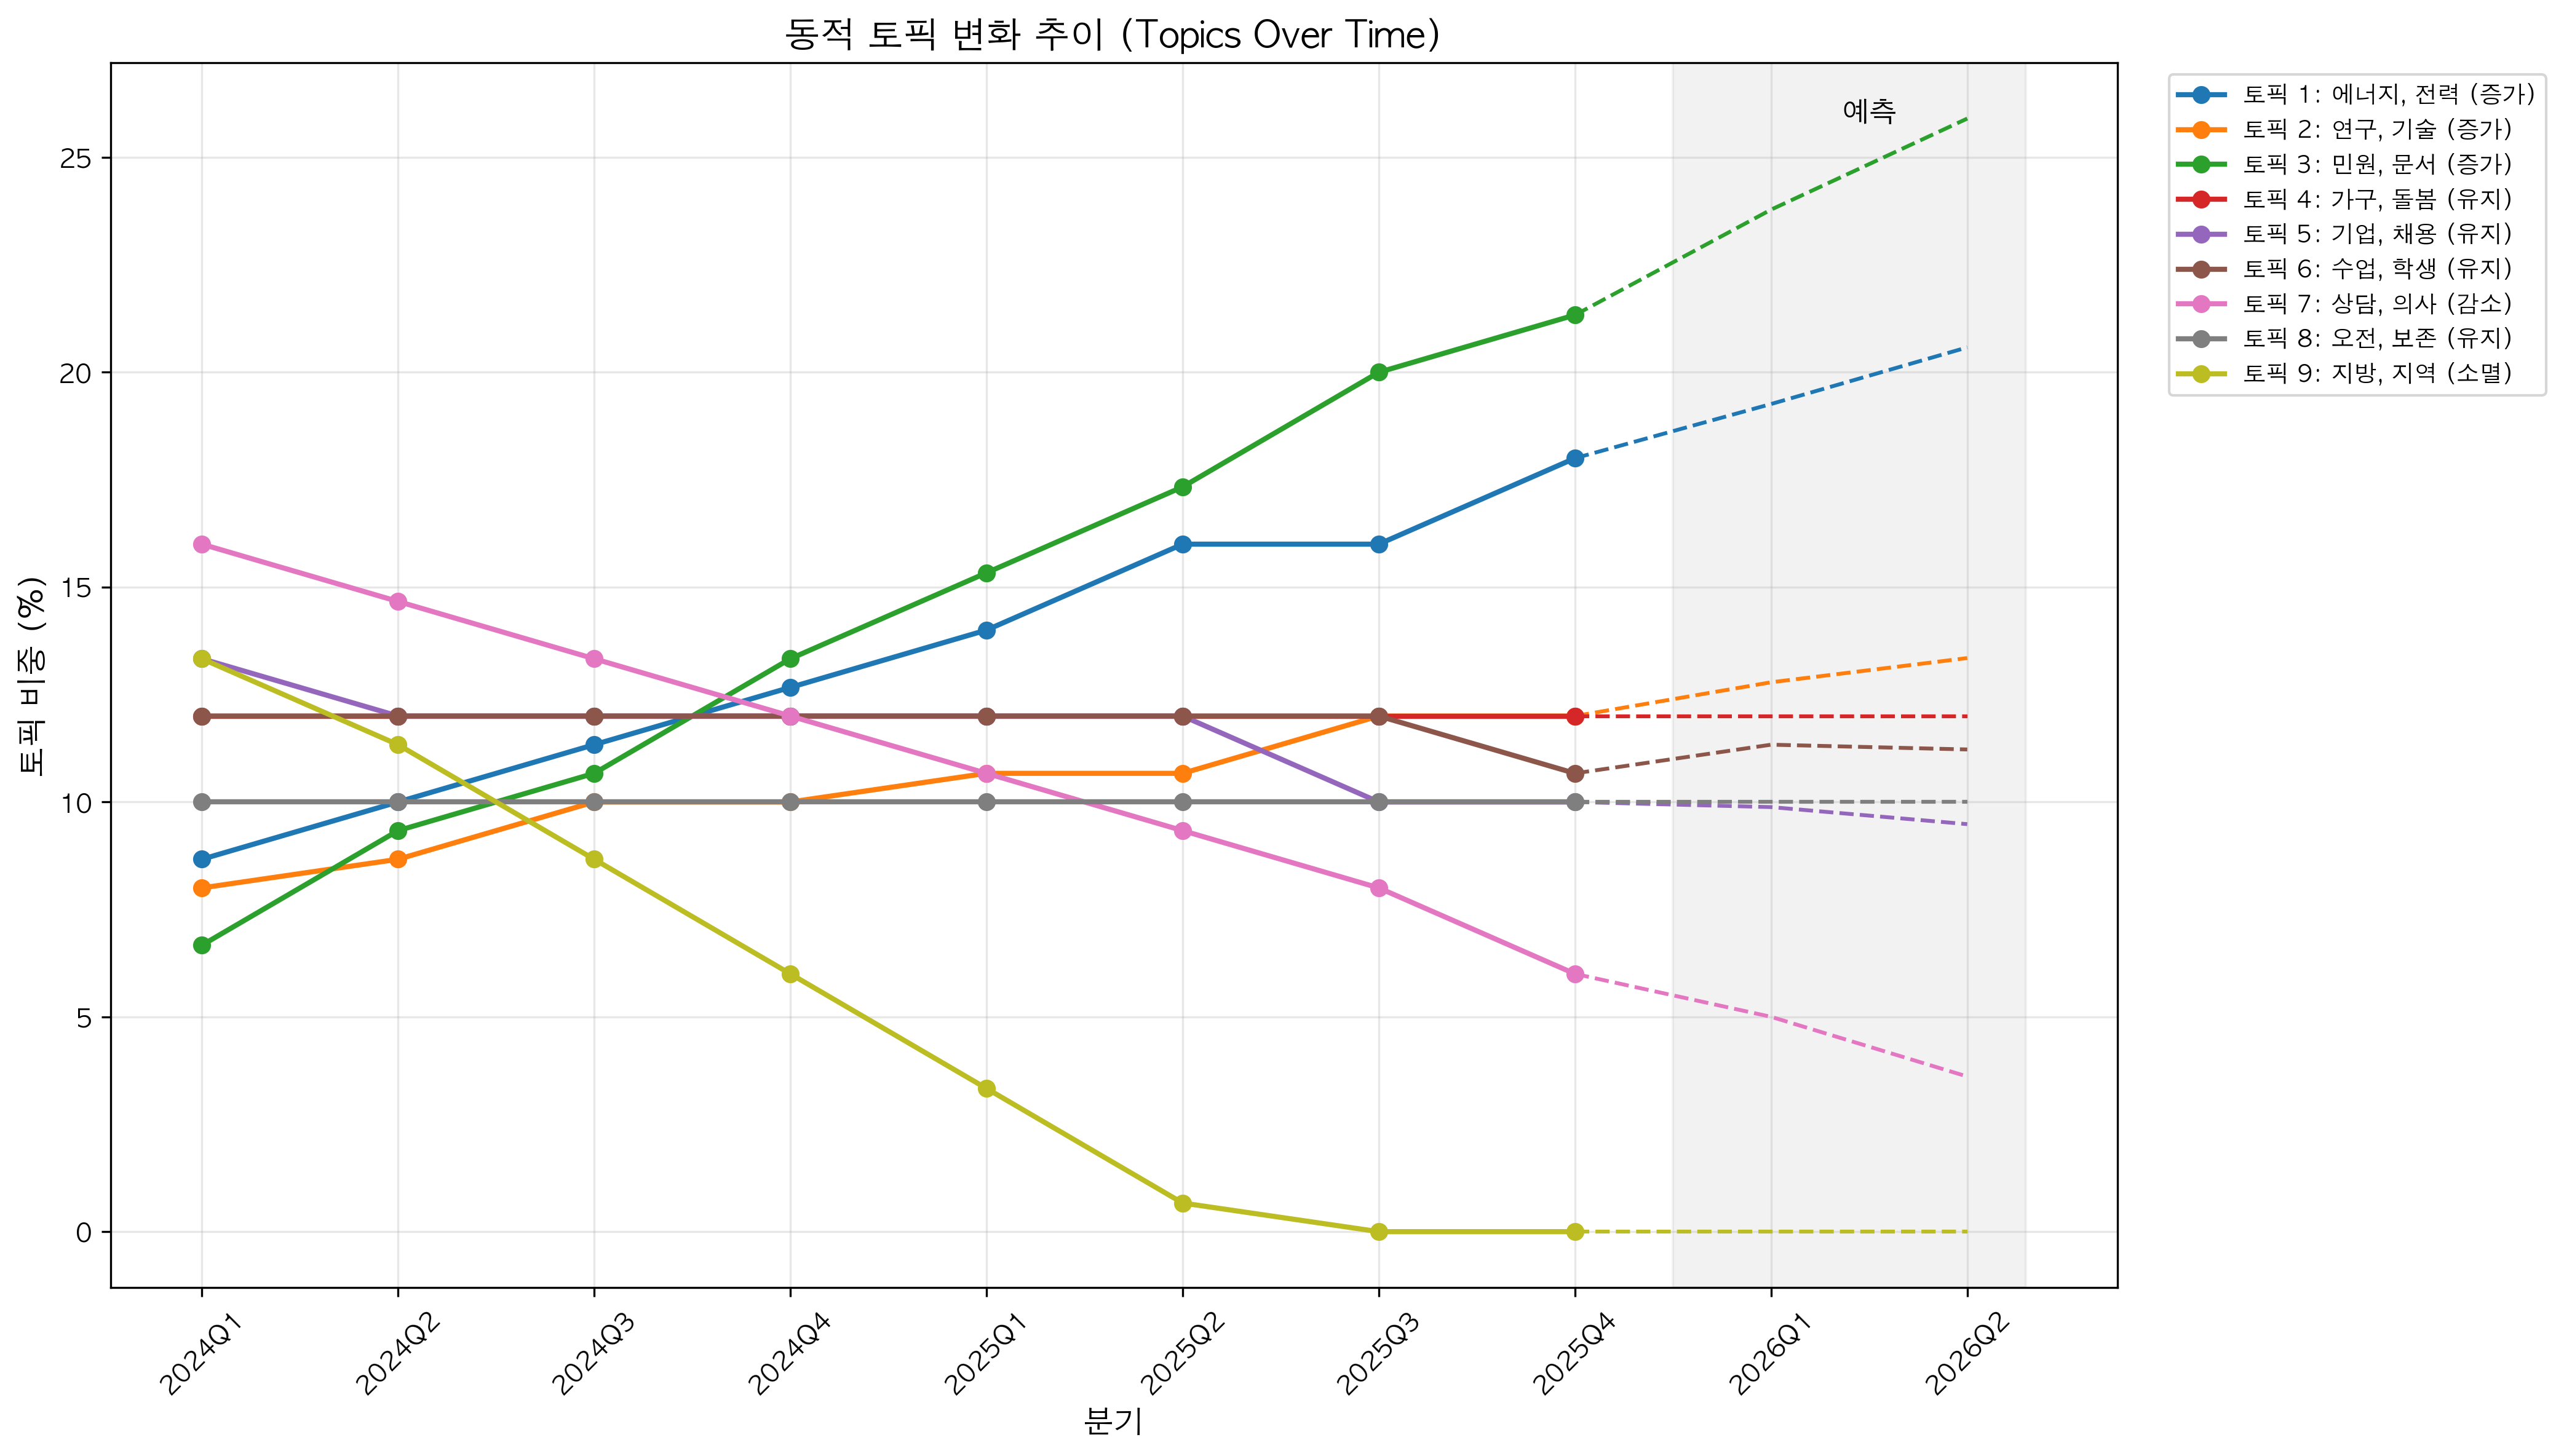 동적 토픽 변화 추이 (Topics Over Time)
예측
토픽 1: 에너지, 전력 (증가)
토픽 2: 연구, 기술 (증가)
토픽 3: 민원, 문서 (증가)
토픽 4: 가구, 돌봄 (유지)
토픽 5: 기업, 채용 (유지)
토픽 6: 수업, 학생 (유지)
토픽 7: 상담, 의사 (감소)
토픽 8: 오전, 보존 (유지)
토픽 9: 지방, 지역 (소멸)
토픽 비중 (%)
25
20
15
10
5
0
2024Q1
2024Q2
2024Q3
2024Q4
2025Q1
2025Q2
2025Q3
2025Q4
2026Q1
2026Q2
분기